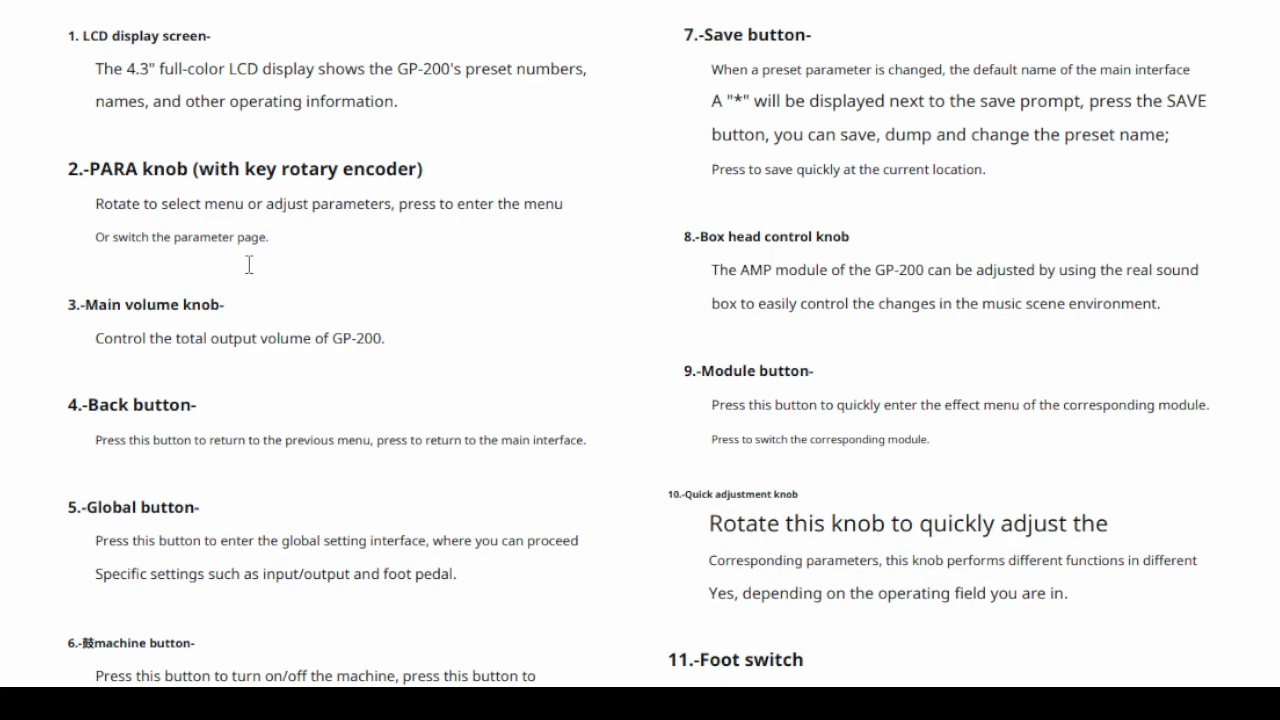 1. LCD display screen-
The 4.3" full-color LCD display shows the GP-200's preset numbers,
names, and other operating information.
2.-PARA knob (with key rotary encoder)
Rotate to select menu or adjust parameters, press to enter the menu
Or switch the parameter page.
3.-Main volume knob-
Control the total output volume of GP-200.
4.-Back button-
Press this button to return to the previous menu, press to return to the main interface.
5.-Global button-
Press this button to enter the global setting interface, where you can proceed
Specific settings such as input/output and foot pedal.
6.-鼓machine button-
Press this button to turn on/off the machine, press this button to
7.-Save button-
When a preset parameter is changed, the default name of the main interface
A "*" will be displayed next to the save prompt, press the SAVE
button, you can save, dump and change the preset name;
Press to save quickly at the current location.
8.-Box head control knob
The AMP module of the GP-200 can be adjusted by using the real sound
box to easily control the changes in the music scene environment.
9.-Module button-
Press this button to quickly enter the effect menu of the corresponding module.
Press to switch the corresponding module.
10.-Quick adjustment knob
Rotate this knob to quickly adjust the
Corresponding parameters, this knob performs different functions in different
Yes, depending on the operating field you are in.
11.-Foot switch